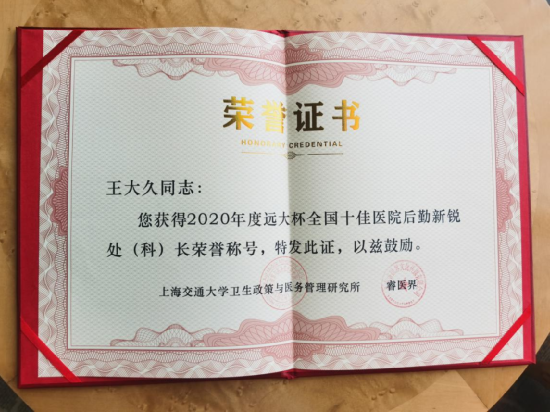 荣誉证书
HONORARY CREDENTIAL
王大久同志：
您获得2020年度远大杯全国十佳医院后勤新锐
处（科）长荣誉称号，特发此证，以兹鼓励。
上海交通大学卫生政策与医务管理研究所 睿医界